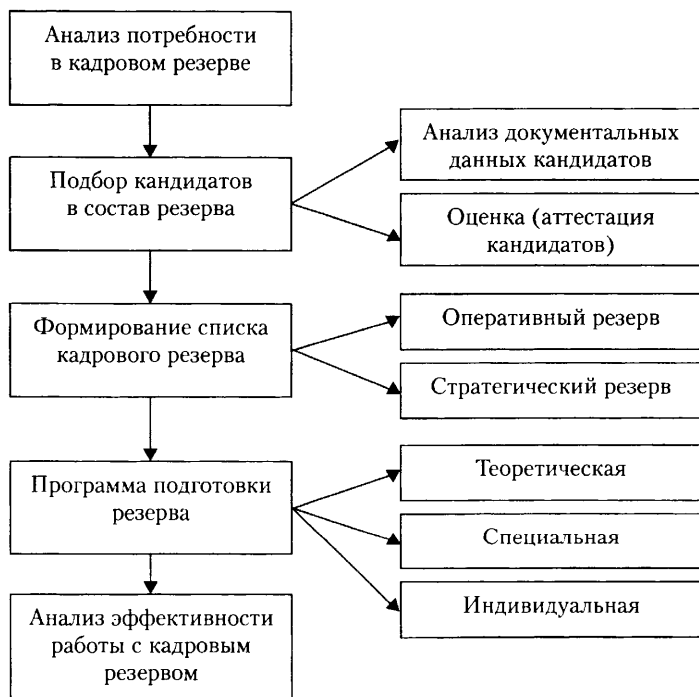 Анализ потребности
в кадровом резерве
Подбор кандидатов
в состав резерва
Анализ документальных
данных кандидатов
Оценка (аттестация
кандидатов)
Формирование списка
кадрового резерва
Оперативный резерв
Стратегический резерв
Программа подготовки
резерва
Теоретическая
Специальная
Индивидуальная
Анализ эффективности
работы с кадровым
резервом